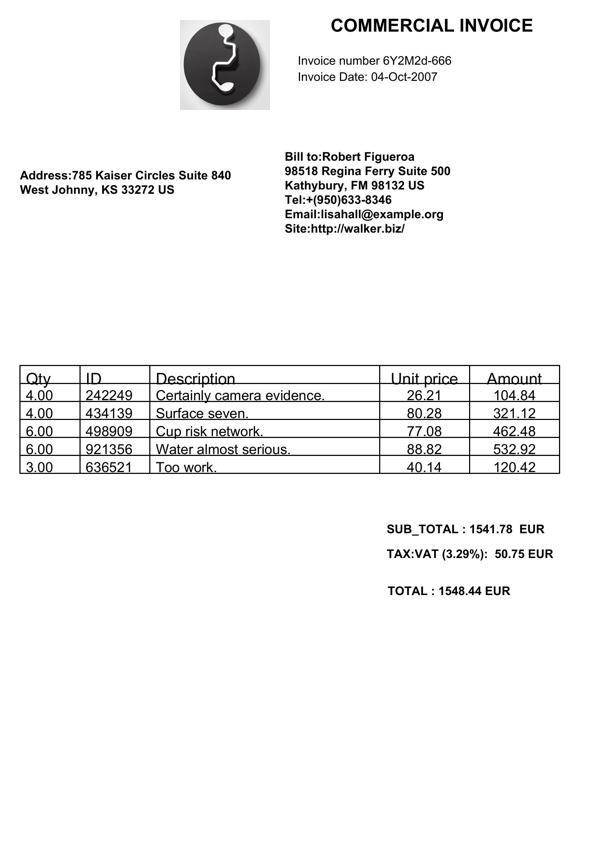 COMMERCIAL INVOICE
Invoice number 6Y2M2d-666
Invoice Date: 04-Oct-2007
Address:785 Kaiser Circles Suite 840
West Johnny, KS 33272 US
Bill to:Robert Figueroa
98518 Regina Ferry Suite 500
Kathybury, FM 98132 US
Tel:+(950)633-8346
Email:lisahall@example.org
Site:http://walker.biz/
Qty ID Description Unit price Amount
4.00 242249 Certainly camera evidence. 26.21 104.84
4.00 434139 Surface seven. 80.28 321.12
6.00 498909 Cup risk network. 77.08 462.48
6.00 921356 Water almost serious. 88.82 532.92
3.00 636521 Too work. 40.14 120.42
SUB_TOTAL : 1541.78 EUR
TAX:VAT (3.29%): 50.75 EUR
TOTAL : 1548.44 EUR